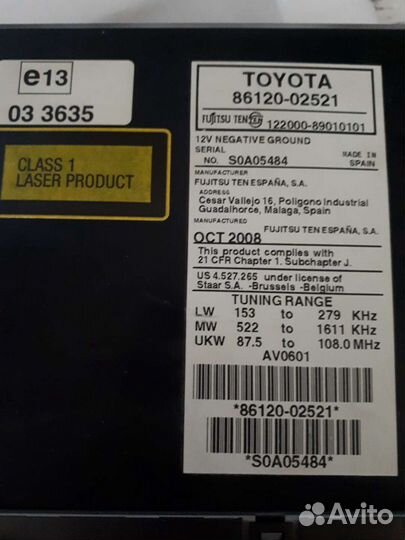 e13
03 3635
CLASS 1
LASER PRODUCT
TOYOTA
86120-02521
FUJITSU TEN TEN 122000-89010101
12V NEGATIVE GROUND
SERIAL
NO. S0A05484
MADE IN
SPAIN
MANUFACTURER
FUJITSU TEN ESPAÑA, S.A.
ADDRESS
Cesar Vallejo 16, Poligono Industrial
Guadalhorce, Malaga, Spain
MANUFACTURED
FUJITSU TEN ESPAÑA, S.A.
OCT 2008
This product complies with
21 CFR Chapter 1. Subchapter J.
US 4.527.265 under license of
Staar S.A. -Brussels -Belgium
TUNING RANGE
LW 153 to 279 KHz
MW 522 to 1611 KHz
UKW 87.5 to 108.0 MHz
AV0601
*86120-02521*
*S0A05484*
Avito